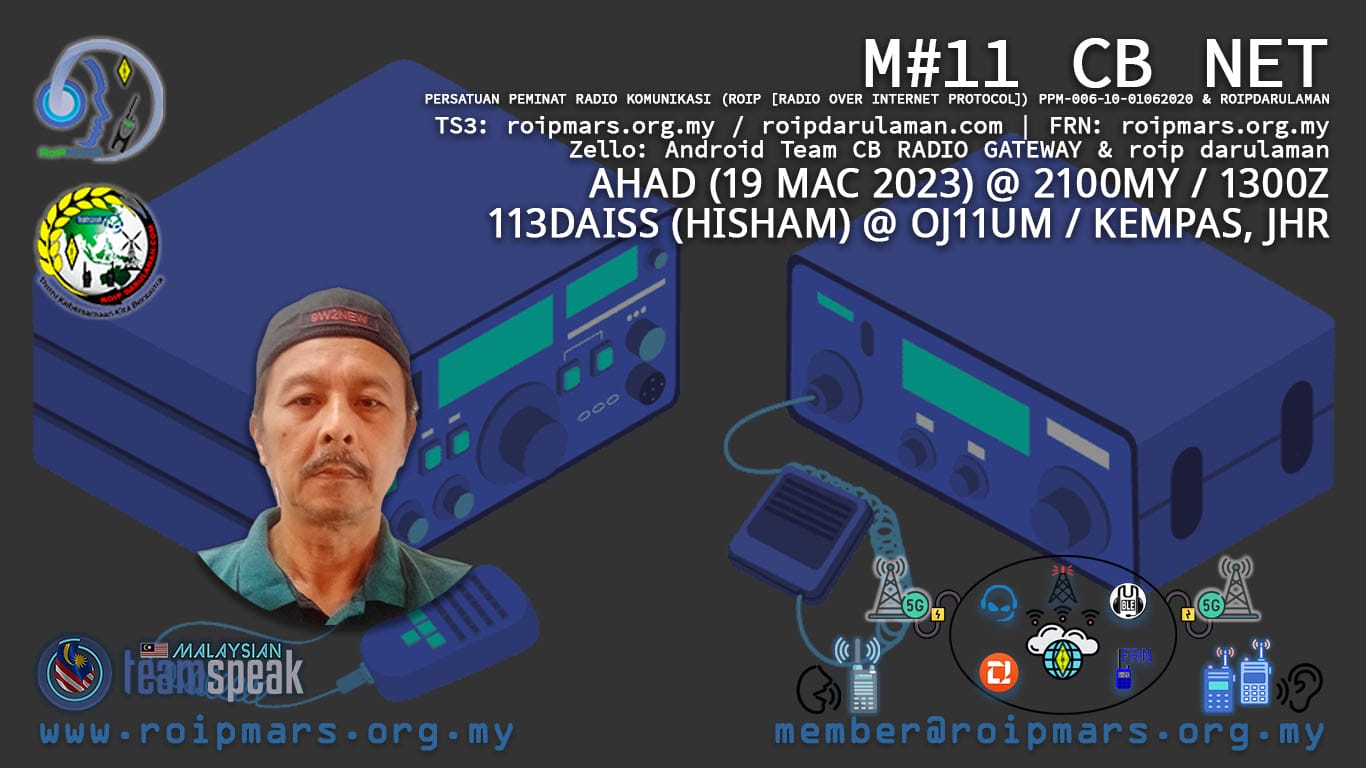 M#11 CB NET
PERSATUAN PEMINAT RADIO KOMUNIKASI (ROIP [RADIO OVER INTERNET PROTOCOL]) PPM-006-10-01062020 & ROIPDARULAMAN
TS3: roipmars.org.my / roipdarulaman.com | FRN: roipmars.org.my
Zello: Android Team CB RADIO GATEWAY & roip darulaman
AHAD (19 MAC 2023) @ 2100MY / 1300Z
113DAISS (HISHAM) @ OJ11UM / KEMPAS, JHR
ROIP DARULAMAN.COM
9W2NEW
5G
5G
BLE
FRN
MALAYSIAN
teamspeak
www.roipmars.org.my
member@roipmars.org.my